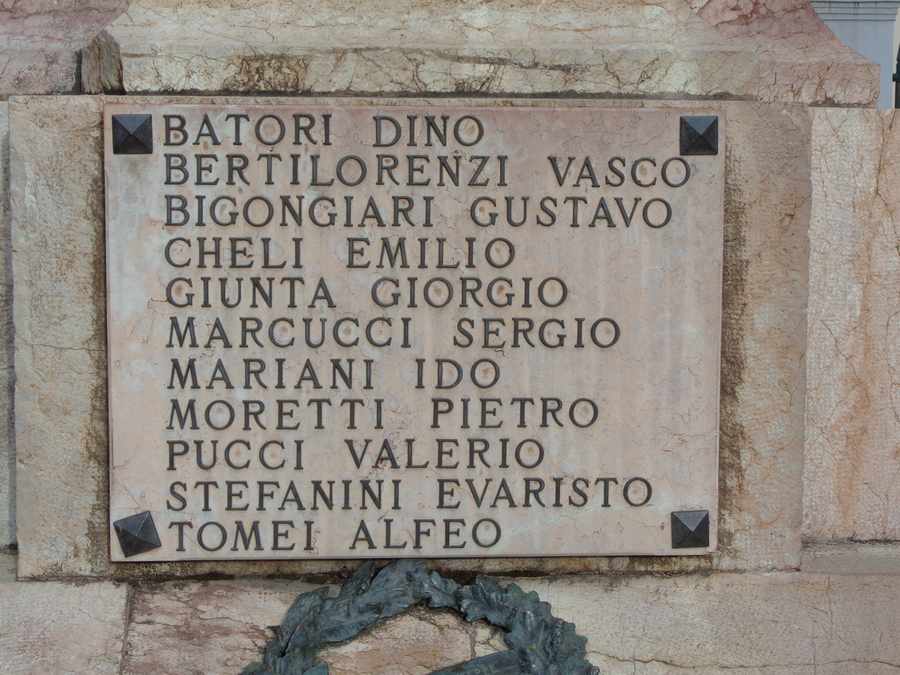 BATORI DINO
BERTILORENZI VASCO
BIGONGIARI GUSTAVO
CHELI EMILIO
GIUNTA GIORGIO
MARCUCCI SERGIO
MARIANI IDO
MORETTI PIETRO
PUCCI VALERIO
STEFANINI EVARISTO
TOMEI ALFEO